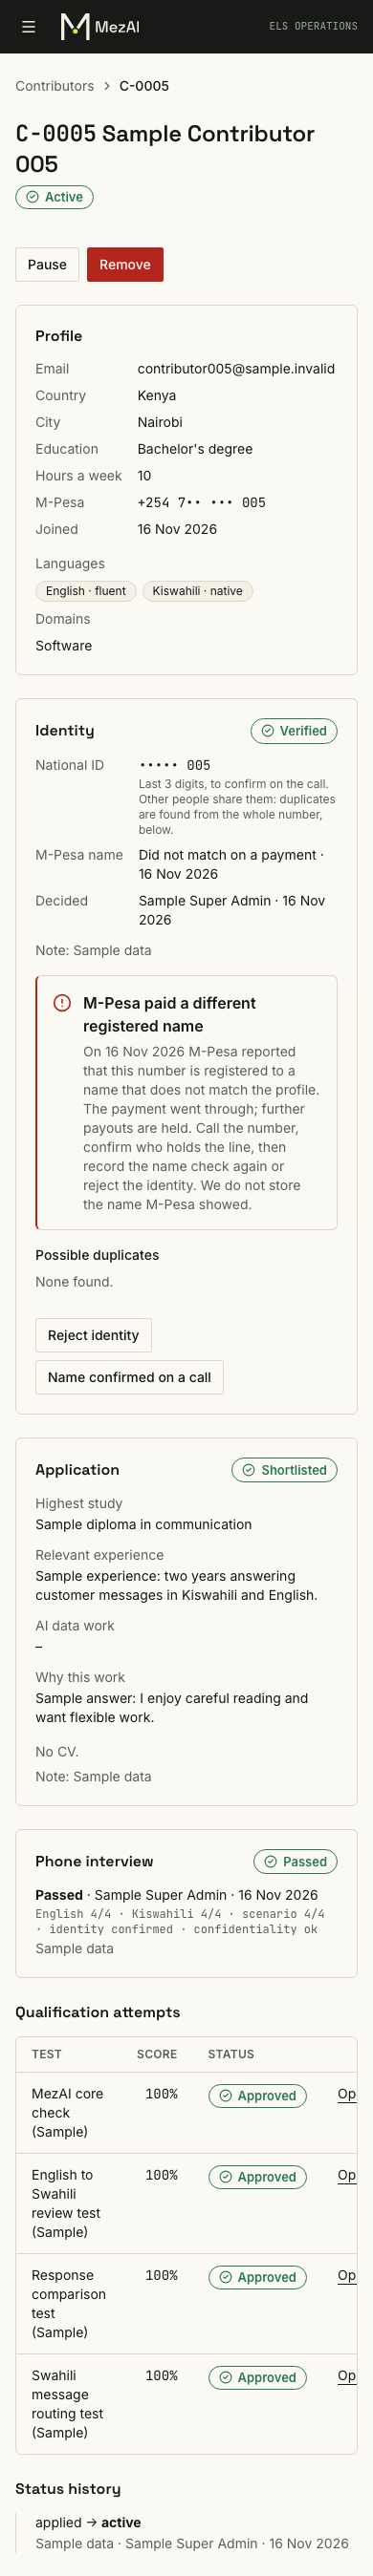 MezAI
ELS OPERATIONS
Contributors > C-0005
C-0005 Sample Contributor
005
Active
Pause
Remove
Profile
Email contributor005@sample.invalid
Country Kenya
City Nairobi
Education Bachelor's degree
Hours a week 10
M-Pesa +254 7•• ••• 005
Joined 16 Nov 2026
Languages
English · fluent
Kiswahili · native
Domains
Software
Identity
Verified
National ID ••••• 005
Last 3 digits, to confirm on the call.
Other people share them: duplicates
are found from the whole number,
below.
M-Pesa name Did not match on a payment ·
16 Nov 2026
Decided Sample Super Admin · 16 Nov
2026
Note: Sample data
M-Pesa paid a different
registered name
On 16 Nov 2026 M-Pesa reported
that this number is registered to a
name that does not match the profile.
The payment went through; further
payouts are held. Call the number,
confirm who holds the line, then
record the name check again or
reject the identity. We do not store
the name M-Pesa showed.
Possible duplicates
None found.
Reject identity
Name confirmed on a call
Application
Shortlisted
Highest study
Sample diploma in communication
Relevant experience
Sample experience: two years answering
customer messages in Kiswahili and English.
AI data work
–
Why this work
Sample answer: I enjoy careful reading and
want flexible work.
No CV.
Note: Sample data
Phone interview
Passed
Passed · Sample Super Admin · 16 Nov 2026
English 4/4 · Kiswahili 4/4 · scenario 4/4
· identity confirmed · confidentiality ok
Sample data
Qualification attempts
TEST SCORE STATUS
MezAI core
check
(Sample)
100% Approved Op
English to
Swahili
review test
(Sample)
100% Approved Op
Response
comparison
test
(Sample)
100% Approved Op
Swahili
message
routing test
(Sample)
100% Approved Op
Status history
applied → active
Sample data · Sample Super Admin · 16 Nov 2026